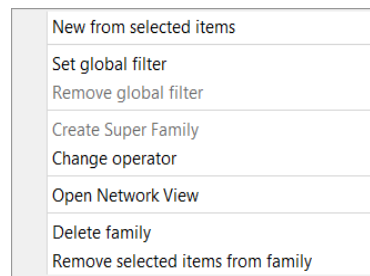 New from selected items
Set global filter
Remove global filter
Create Super Family
Change operator
Open Network View
Delete family
Remove selected items from family